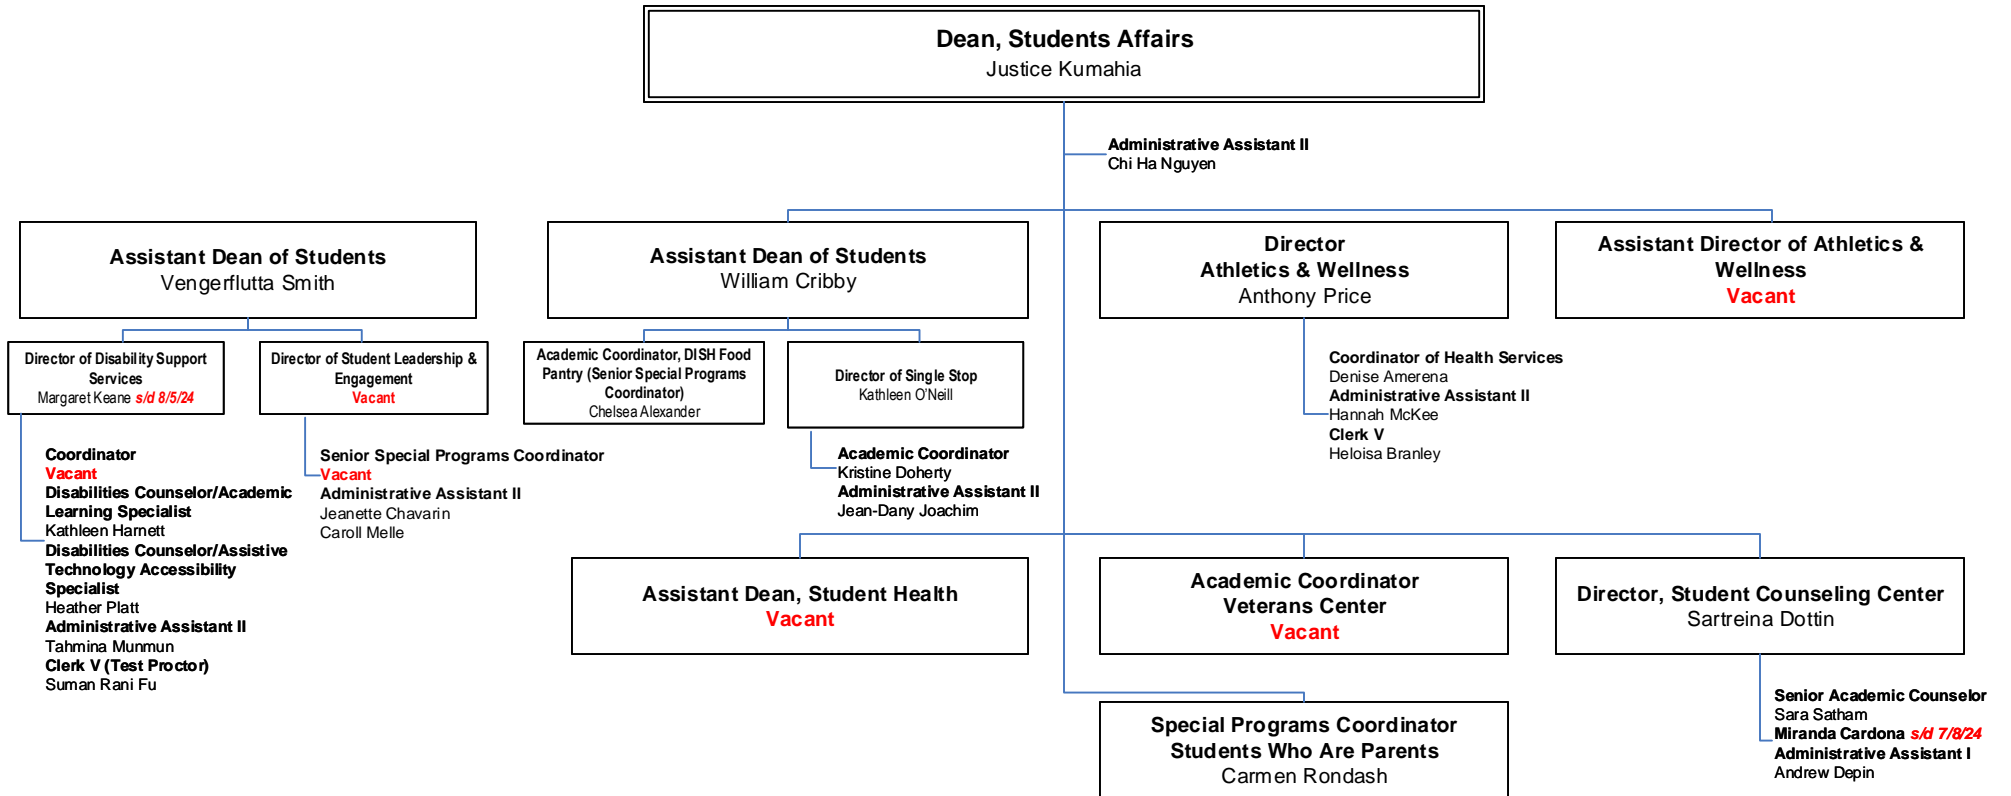 Dean, Students Affairs
Justice Kumahia
Administrative Assistant II
Chi Ha Nguyen
Assistant Dean of Students
Vengerflutta Smith
Assistant Dean of Students
William Cribby
Director
Athletics & Wellness
Anthony Price
Assistant Director of Athletics &
Wellness
Vacant
Director of Disability Support
Services
Margaret Keane s/d 8/5/24
Director of Student Leadership &
Engagement
Vacant
Academic Coordinator, DISH Food
Pantry (Senior Special Programs
Coordinator)
Chelsea Alexander
Director of Single Stop
Kathleen O'Neill
Coordinator of Health Services
Denise Amerena
Administrative Assistant II
Hannah McKee
Clerk V
Heloisa Branley
Coordinator
Vacant
Disabilities Counselor/Academic
Learning Specialist
Kathleen Harnett
Disabilities Counselor/Assistive
Technology Accessibility
Specialist
Heather Platt
Administrative Assistant II
Tahmina Munmun
Clerk V (Test Proctor)
Suman Rani Fu
Senior Special Programs Coordinator
Vacant
Administrative Assistant II
Jeanette Chavarin
Caroll Melle
Academic Coordinator
Kristine Doherty
Administrative Assistant II
Jean-Dany Joachim
Assistant Dean, Student Health
Vacant
Academic Coordinator
Veterans Center
Vacant
Director, Student Counseling Center
Sartreina Dottin
Special Programs Coordinator
Students Who Are Parents
Carmen Rondash
Senior Academic Counselor
Sara Satham
Miranda Cardona s/d 7/8/24
Administrative Assistant I
Andrew Depin